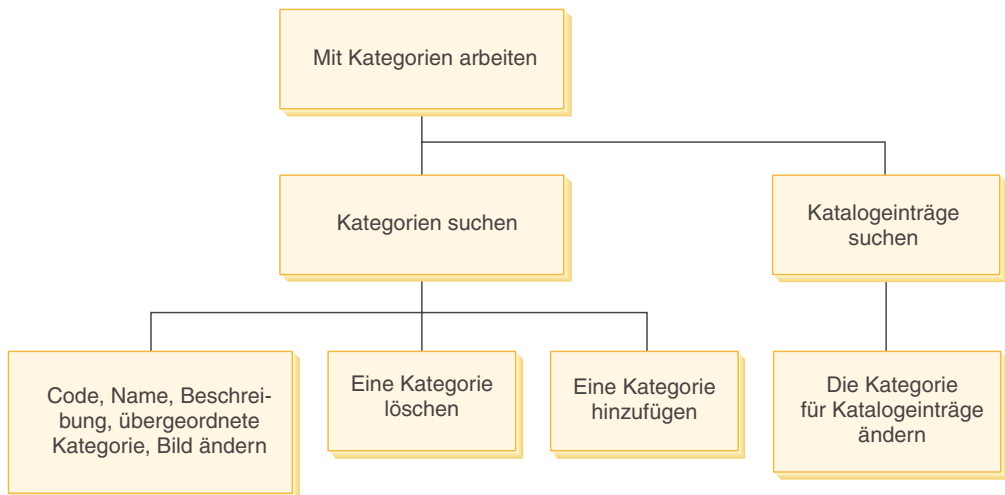 Mit Kategorien arbeiten
Kategorien suchen
Katalogeinträge
suchen
Code, Name, Beschrei-
bung, übergeordnete
Kategorie, Bild ändern
Eine Kategorie
löschen
Eine Kategorie
hinzufügen
Die Kategorie
für Katalogeinträge
ändern